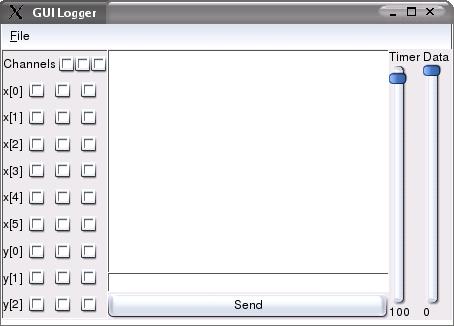 GUI Logger
File
Channels
Timer Data
x[0]
x[1]
x[2]
x[3]
x[4]
x[5]
y[0]
y[1]
y[2]
Send
100 0